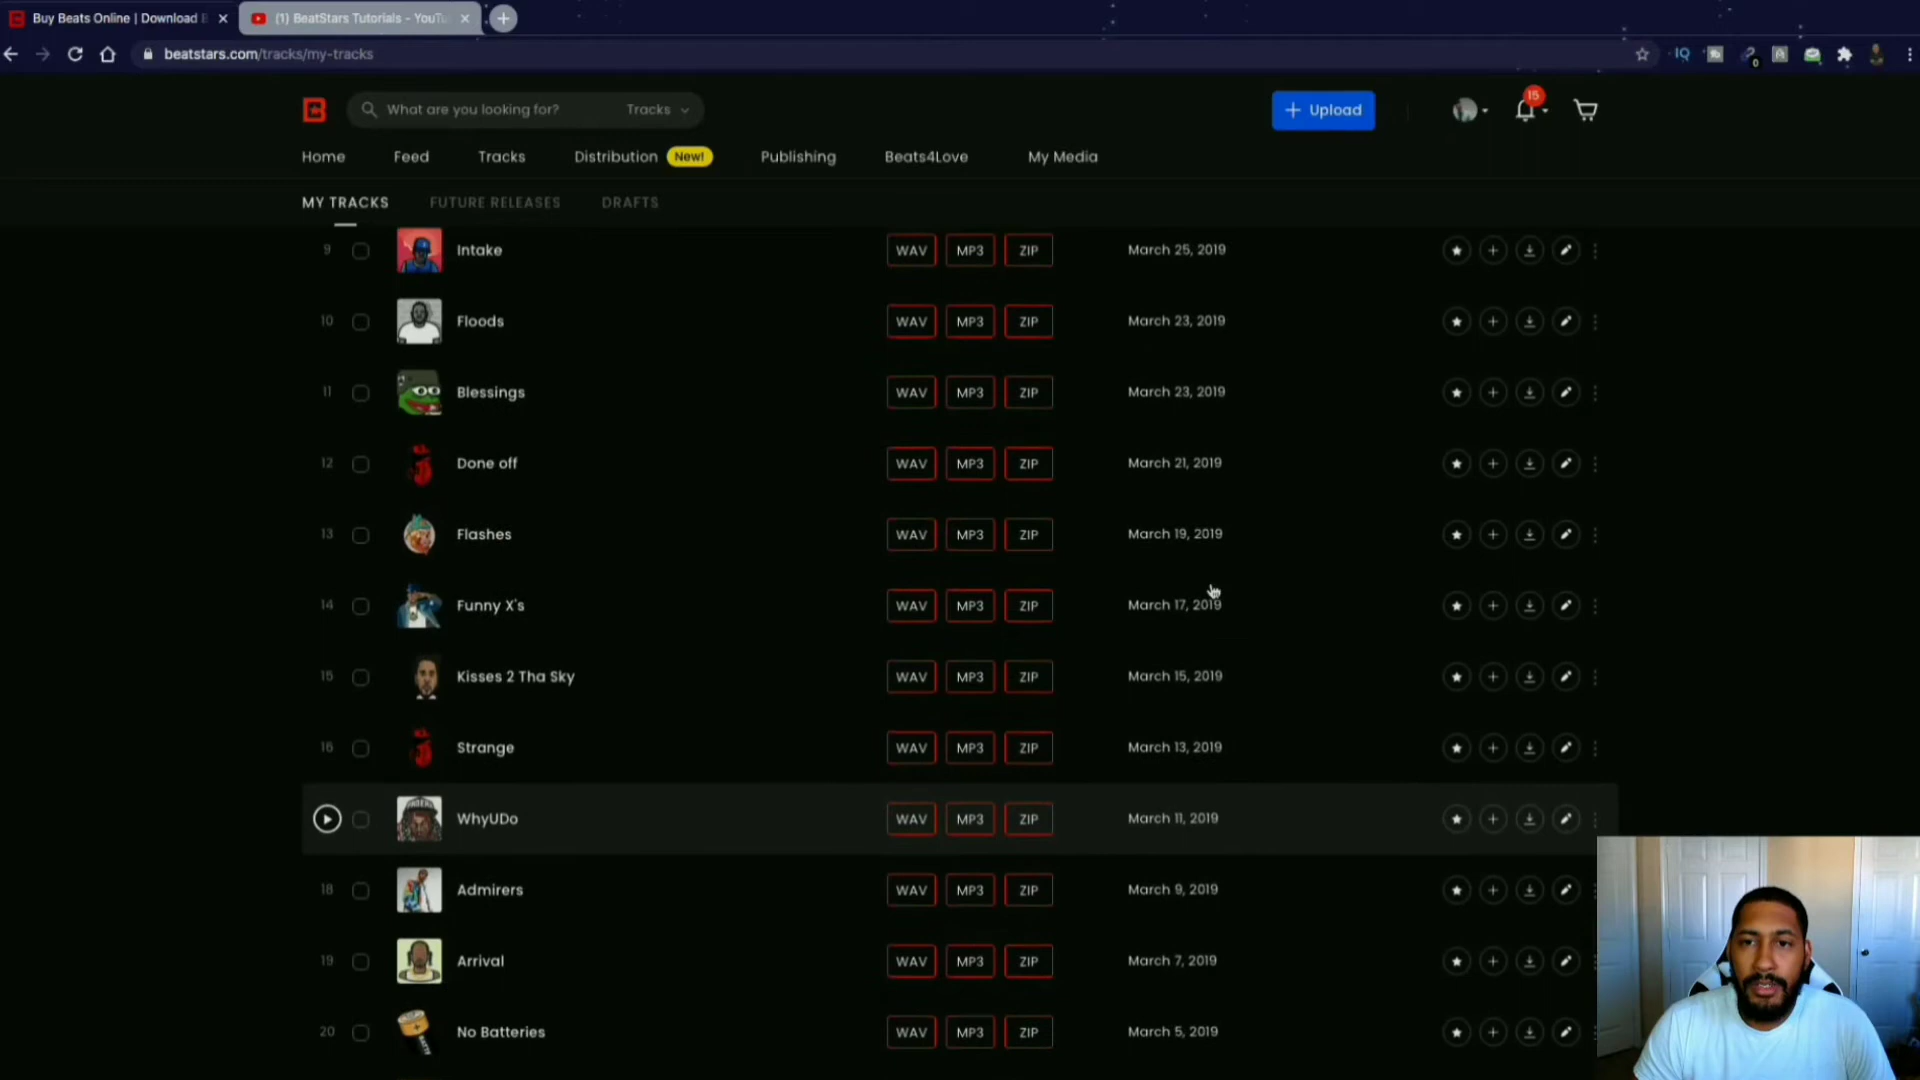 Buy Beats Online | Download B
(1) BeatStars Tutorials - YouTu
beatstars.com/tracks/my-tracks
IQ
0
What are you looking for?
Tracks
Upload
15
Home
Feed
Tracks
Distribution
New!
Publishing
Beats4Love
My Media
MY TRACKS
FUTURE RELEASES
DRAFTS
9 Intake WAV MP3 ZIP March 25, 2019
10 Floods WAV MP3 ZIP March 23, 2019
11 Blessings WAV MP3 ZIP March 23, 2019
12 Done off WAV MP3 ZIP March 21, 2019
13 Flashes WAV MP3 ZIP March 19, 2019
14 Funny X's WAV MP3 ZIP March 17, 2019
15 Kisses 2 Tha Sky WAV MP3 ZIP March 15, 2019
16 Strange WAV MP3 ZIP March 13, 2019
WhyUDo WAV MP3 ZIP March 11, 2019
18 Admirers WAV MP3 ZIP March 9, 2019
19 Arrival WAV MP3 ZIP March 7, 2019
20 No Batteries WAV MP3 ZIP March 5, 2019